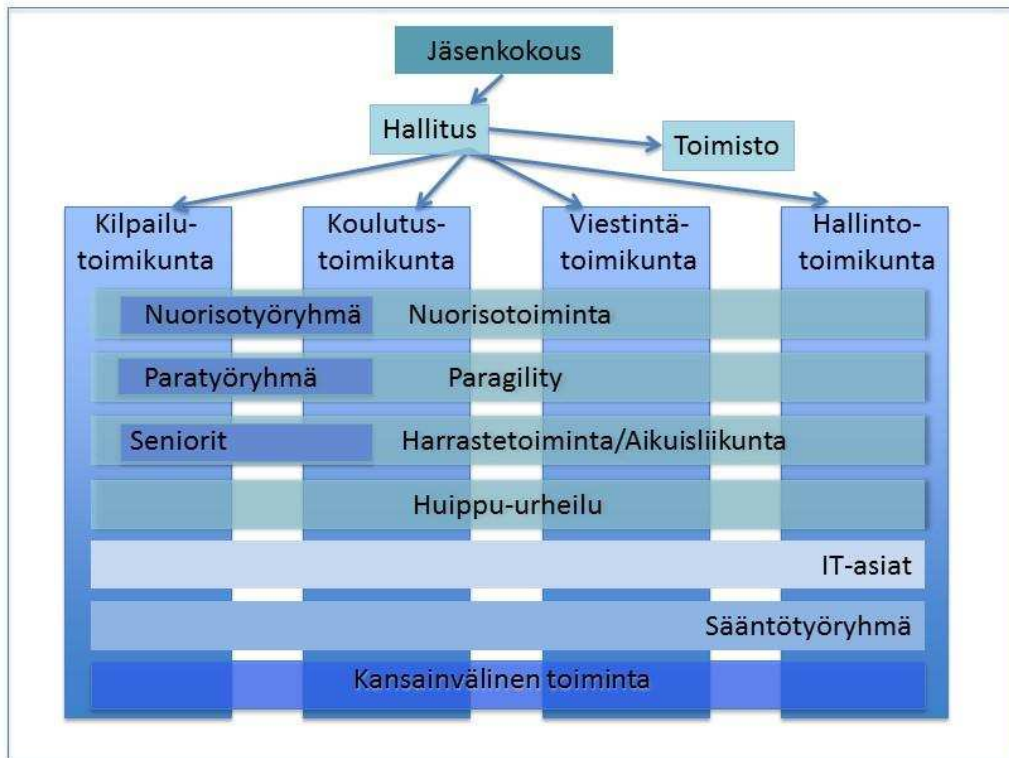 Jäsenkokous
Hallitus
Toimisto
Kilpailu-
toimikunta
Koulutus-
toimikunta
Viestintä-
toimikunta
Hallinto-
toimikunta
Nuorisotyöryhmä Nuorisotoiminta
Paratyöryhmä Paragility
Seniorit Harrastetoiminta/Aikuisliikunta
Huippu-urheilu
IT-asiat
Sääntötyöryhmä
Kansainvälinen toiminta